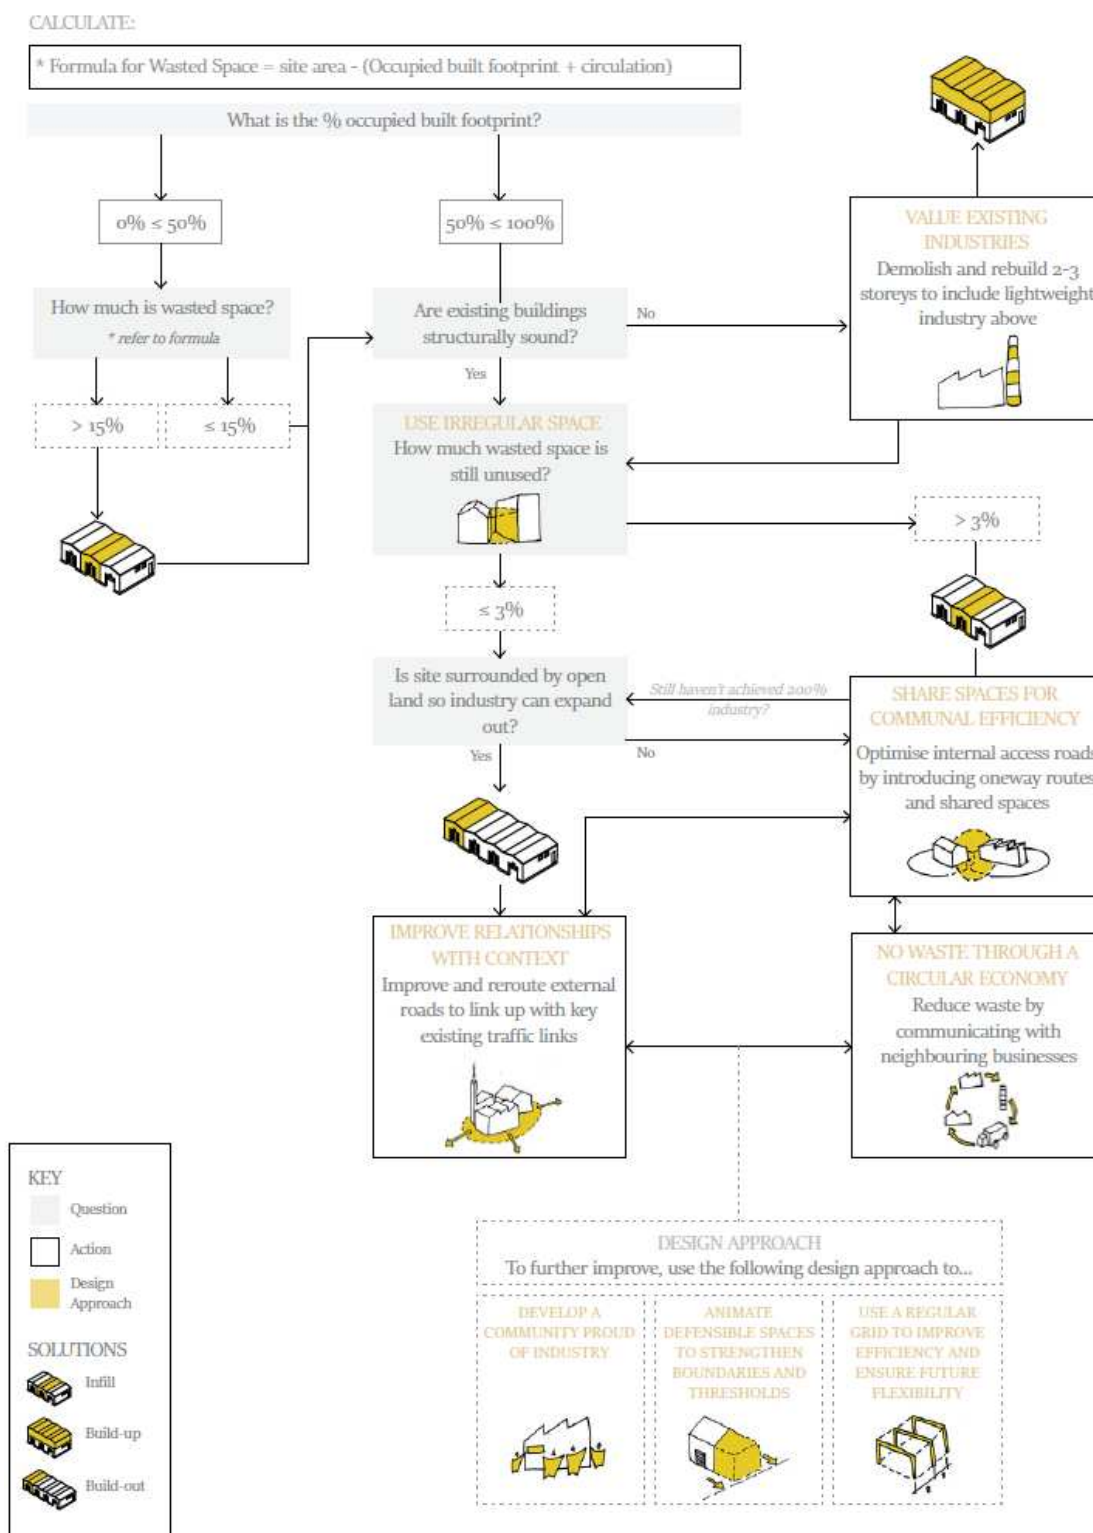 CALCULATE:
* Formula for Wasted Space = site area - (Occupied built footprint + circulation)
What is the % occupied built footprint?
0% ≤ 50%
50% ≤ 100%
How much is wasted space?
* refer to formula
> 15%
≤ 15%
Are existing buildings
structurally sound?
No
Yes
VALUE EXISTING
INDUSTRIES
Demolish and rebuild 2-3
storeys to include lightweight
industry above
USE IRREGULAR SPACE
How much wasted space is
still unused?
> 3%
≤ 3%
Is site surrounded by open
land so industry can expand
out?
Still haven't achieved 200%
industry?
Yes
No
SHARE SPACES FOR
COMMUNAL EFFICIENCY
Optimise internal access roads
by introducing oneway routes
and shared spaces
IMPROVE RELATIONSHIPS
WITH CONTEXT
Improve and reroute external
roads to link up with key
existing traffic links
NO WASTE THROUGH A
CIRCULAR ECONOMY
Reduce waste by
communicating with
neighbouring businesses
KEY
Question
Action
Design
Approach
SOLUTIONS
Infill
Build-up
Build-out
DESIGN APPROACH
To further improve, use the following design approach to...
DEVELOP A
COMMUNITY PROUD
OF INDUSTRY
ANIMATE
DEFENSIBLE SPACES
TO STRENGTHEN
BOUNDARIES AND
THRESHOLDS
USE A REGULAR
GRID TO IMPROVE
EFFICIENCY AND
ENSURE FUTURE
FLEXIBILITY